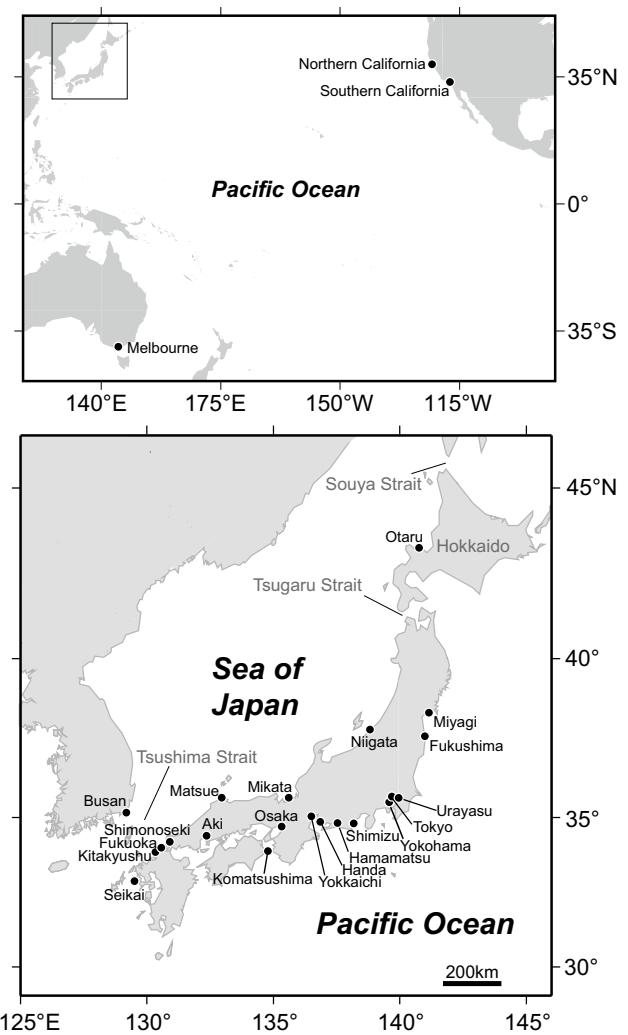 Northern California
35°N
Southern California
Pacific Ocean
0°
35°S
Melbourne
140°E 175°E 150°W 115°W
45°N
Souya Strait
Otaru
Hokkaido
Tsugaru Strait
40°
Sea of
Japan
Miyagi
Niigata
Fukushima
Tsushima Strait
Matsue
Mikata
Busan
Urayasu
35°
Osaka
Aki
Shimonoseki
Tokyo
Shimizu
Fukuoka
Yokohama
Kitakyushu
Hamamatsu
Handa
Komatsushima
Yokkaichi
Seikai
Pacific Ocean
30°
200km
125°E 130° 135° 140° 145°